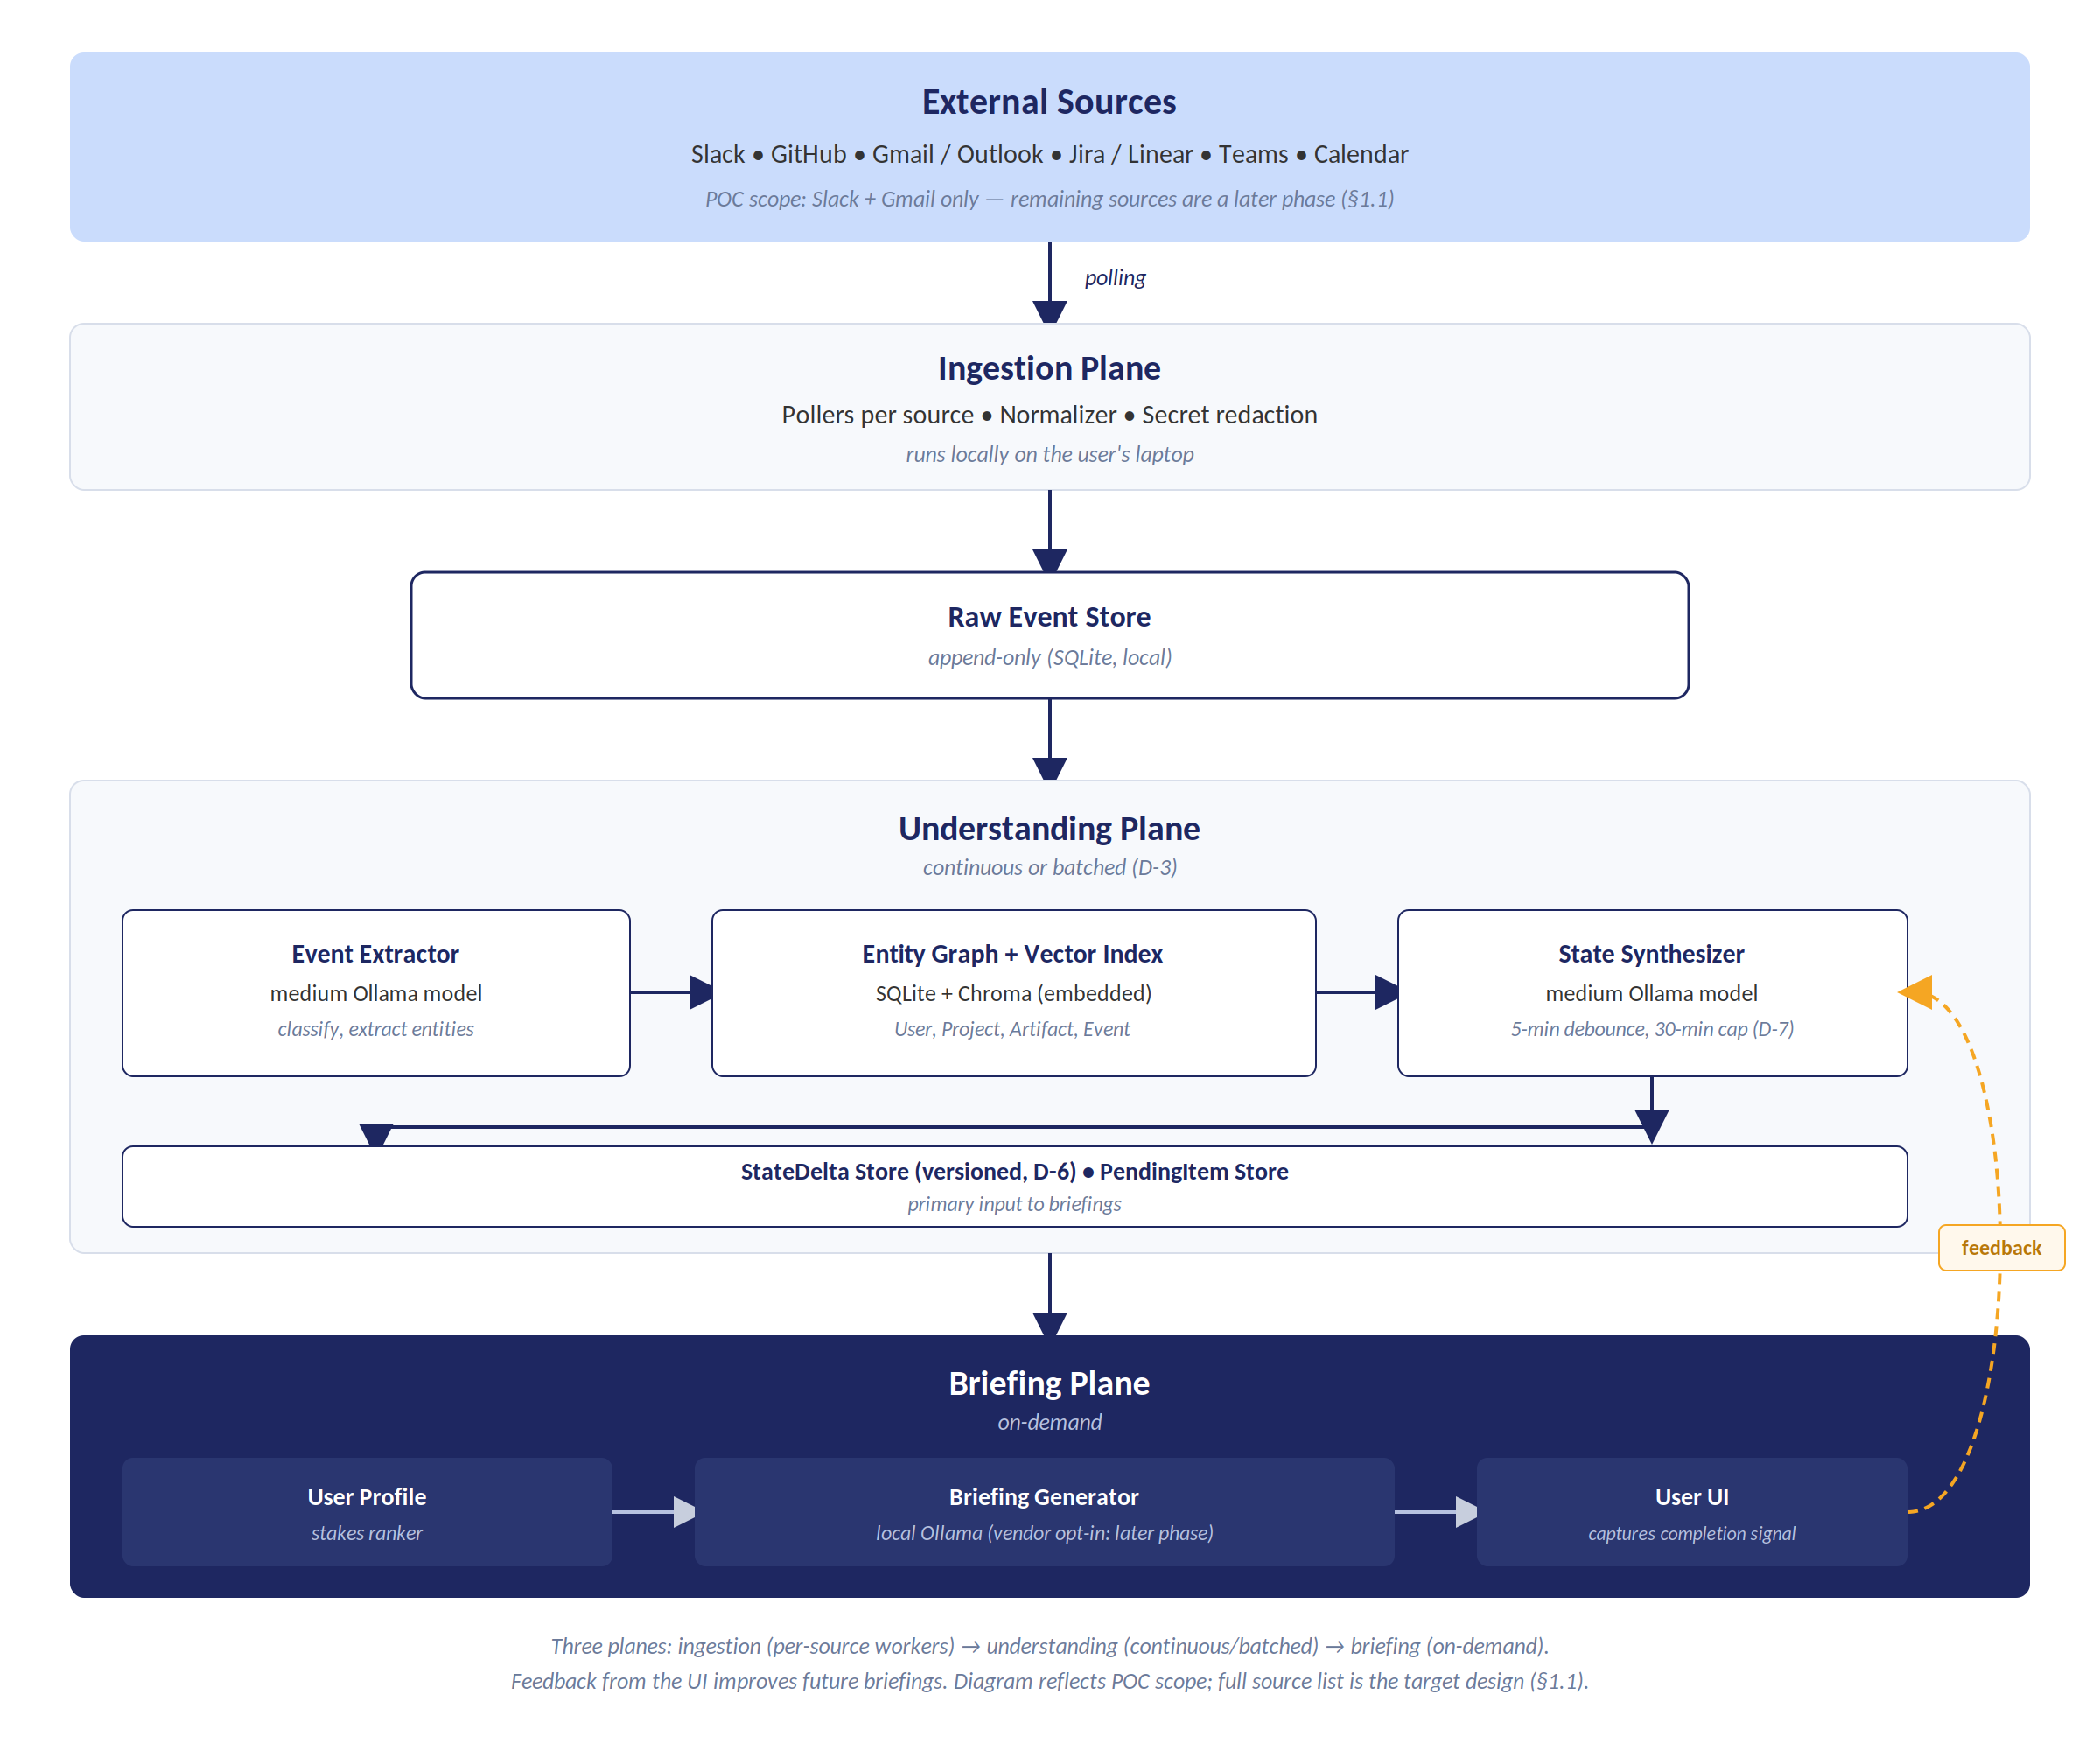 External Sources
Slack • GitHub • Gmail / Outlook • Jira / Linear • Teams • Calendar
POC scope: Slack + Gmail only — remaining sources are a later phase (§1.1)
polling
Ingestion Plane
Pollers per source • Normalizer • Secret redaction
runs locally on the user's laptop
Raw Event Store
append-only (SQLite, local)
Understanding Plane
continuous or batched (D-3)
Event Extractor
medium Ollama model
classify, extract entities
Entity Graph + Vector Index
SQLite + Chroma (embedded)
User, Project, Artifact, Event
State Synthesizer
medium Ollama model
5-min debounce, 30-min cap (D-7)
StateDelta Store (versioned, D-6) • PendingItem Store
primary input to briefings
feedback
Briefing Plane
on-demand
User Profile
stakes ranker
Briefing Generator
local Ollama (vendor opt-in: later phase)
User UI
captures completion signal
Three planes: ingestion (per-source workers) → understanding (continuous/batched) → briefing (on-demand).
Feedback from the UI improves future briefings. Diagram reflects POC scope; full source list is the target design (§1.1).